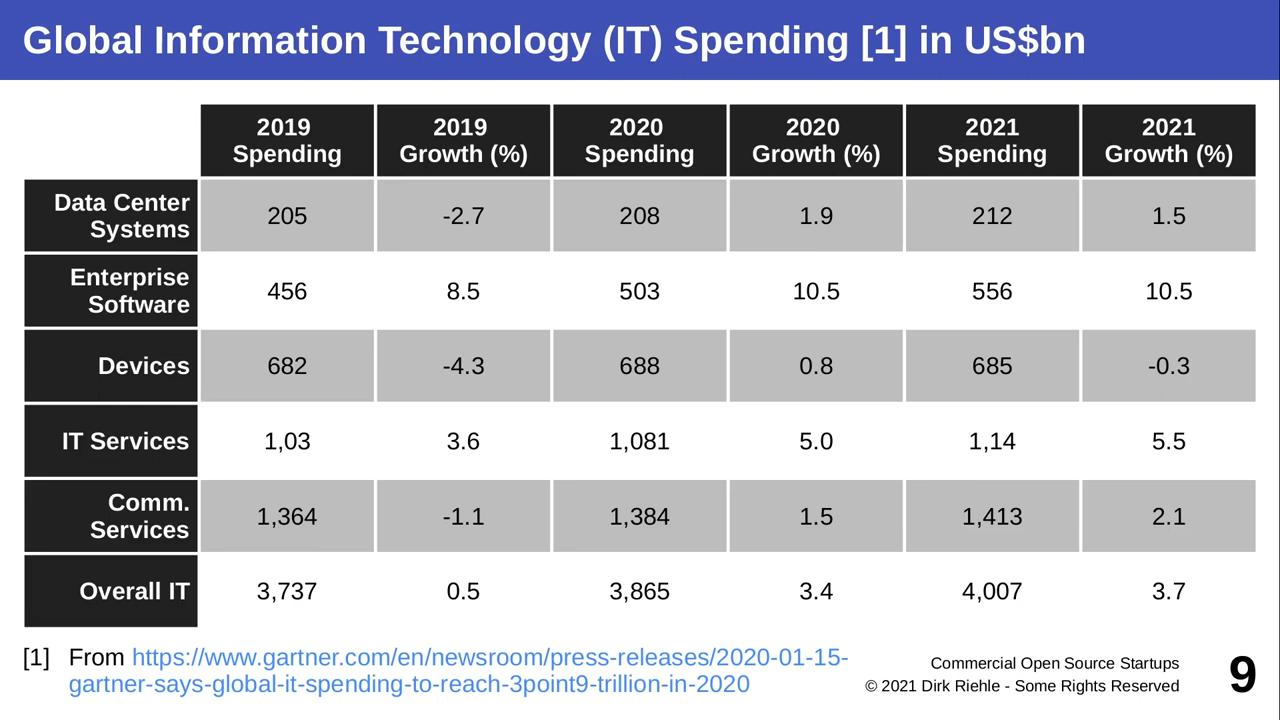 Global Information Technology (IT) Spending [1] in US$bn
2019 Spending 2019 Growth (%) 2020 Spending 2020 Growth (%) 2021 Spending 2021 Growth (%)
Data Center Systems 205 -2.7 208 1.9 212 1.5
Enterprise Software 456 8.5 503 10.5 556 10.5
Devices 682 -4.3 688 0.8 685 -0.3
IT Services 1,03 3.6 1,081 5.0 1,14 5.5
Comm. Services 1,364 -1.1 1,384 1.5 1,413 2.1
Overall IT 3,737 0.5 3,865 3.4 4,007 3.7
[1] From https://www.gartner.com/en/newsroom/press-releases/2020-01-15-
gartner-says-global-it-spending-to-reach-3point9-trillion-in-2020
Commercial Open Source Startups
© 2021 Dirk Riehle - Some Rights Reserved
9